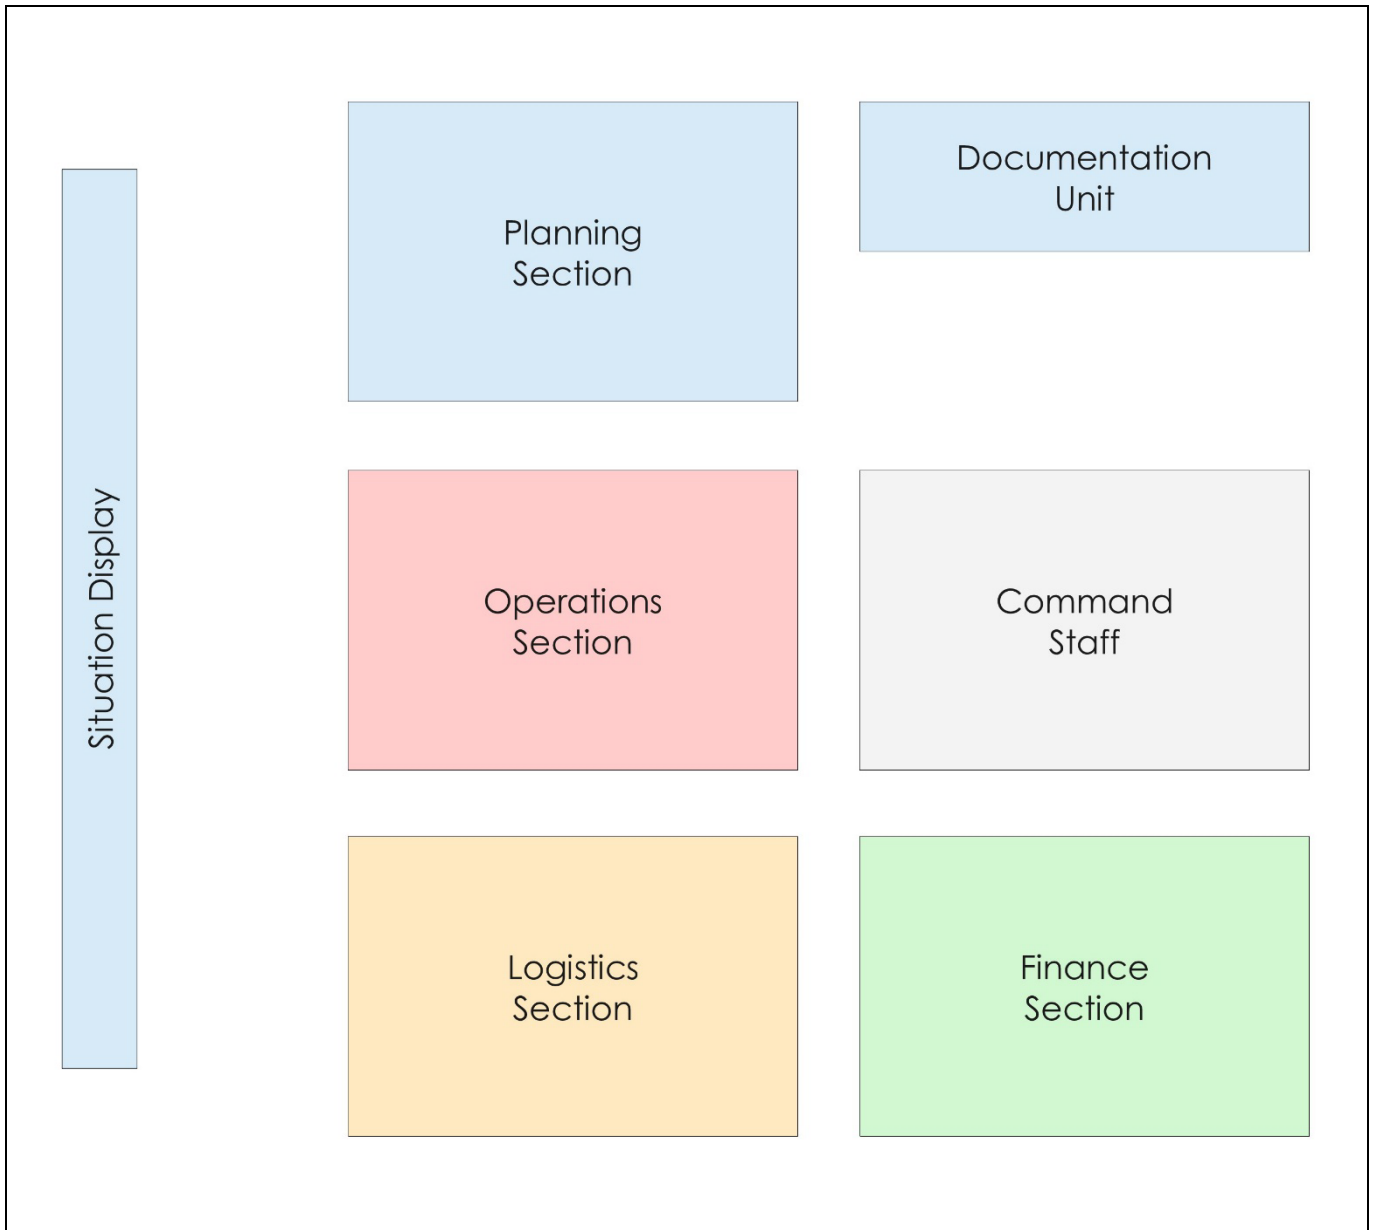 Planning
Section
Documentation
Unit
Situation Display
Operations
Section
Command
Staff
Logistics
Section
Finance
Section